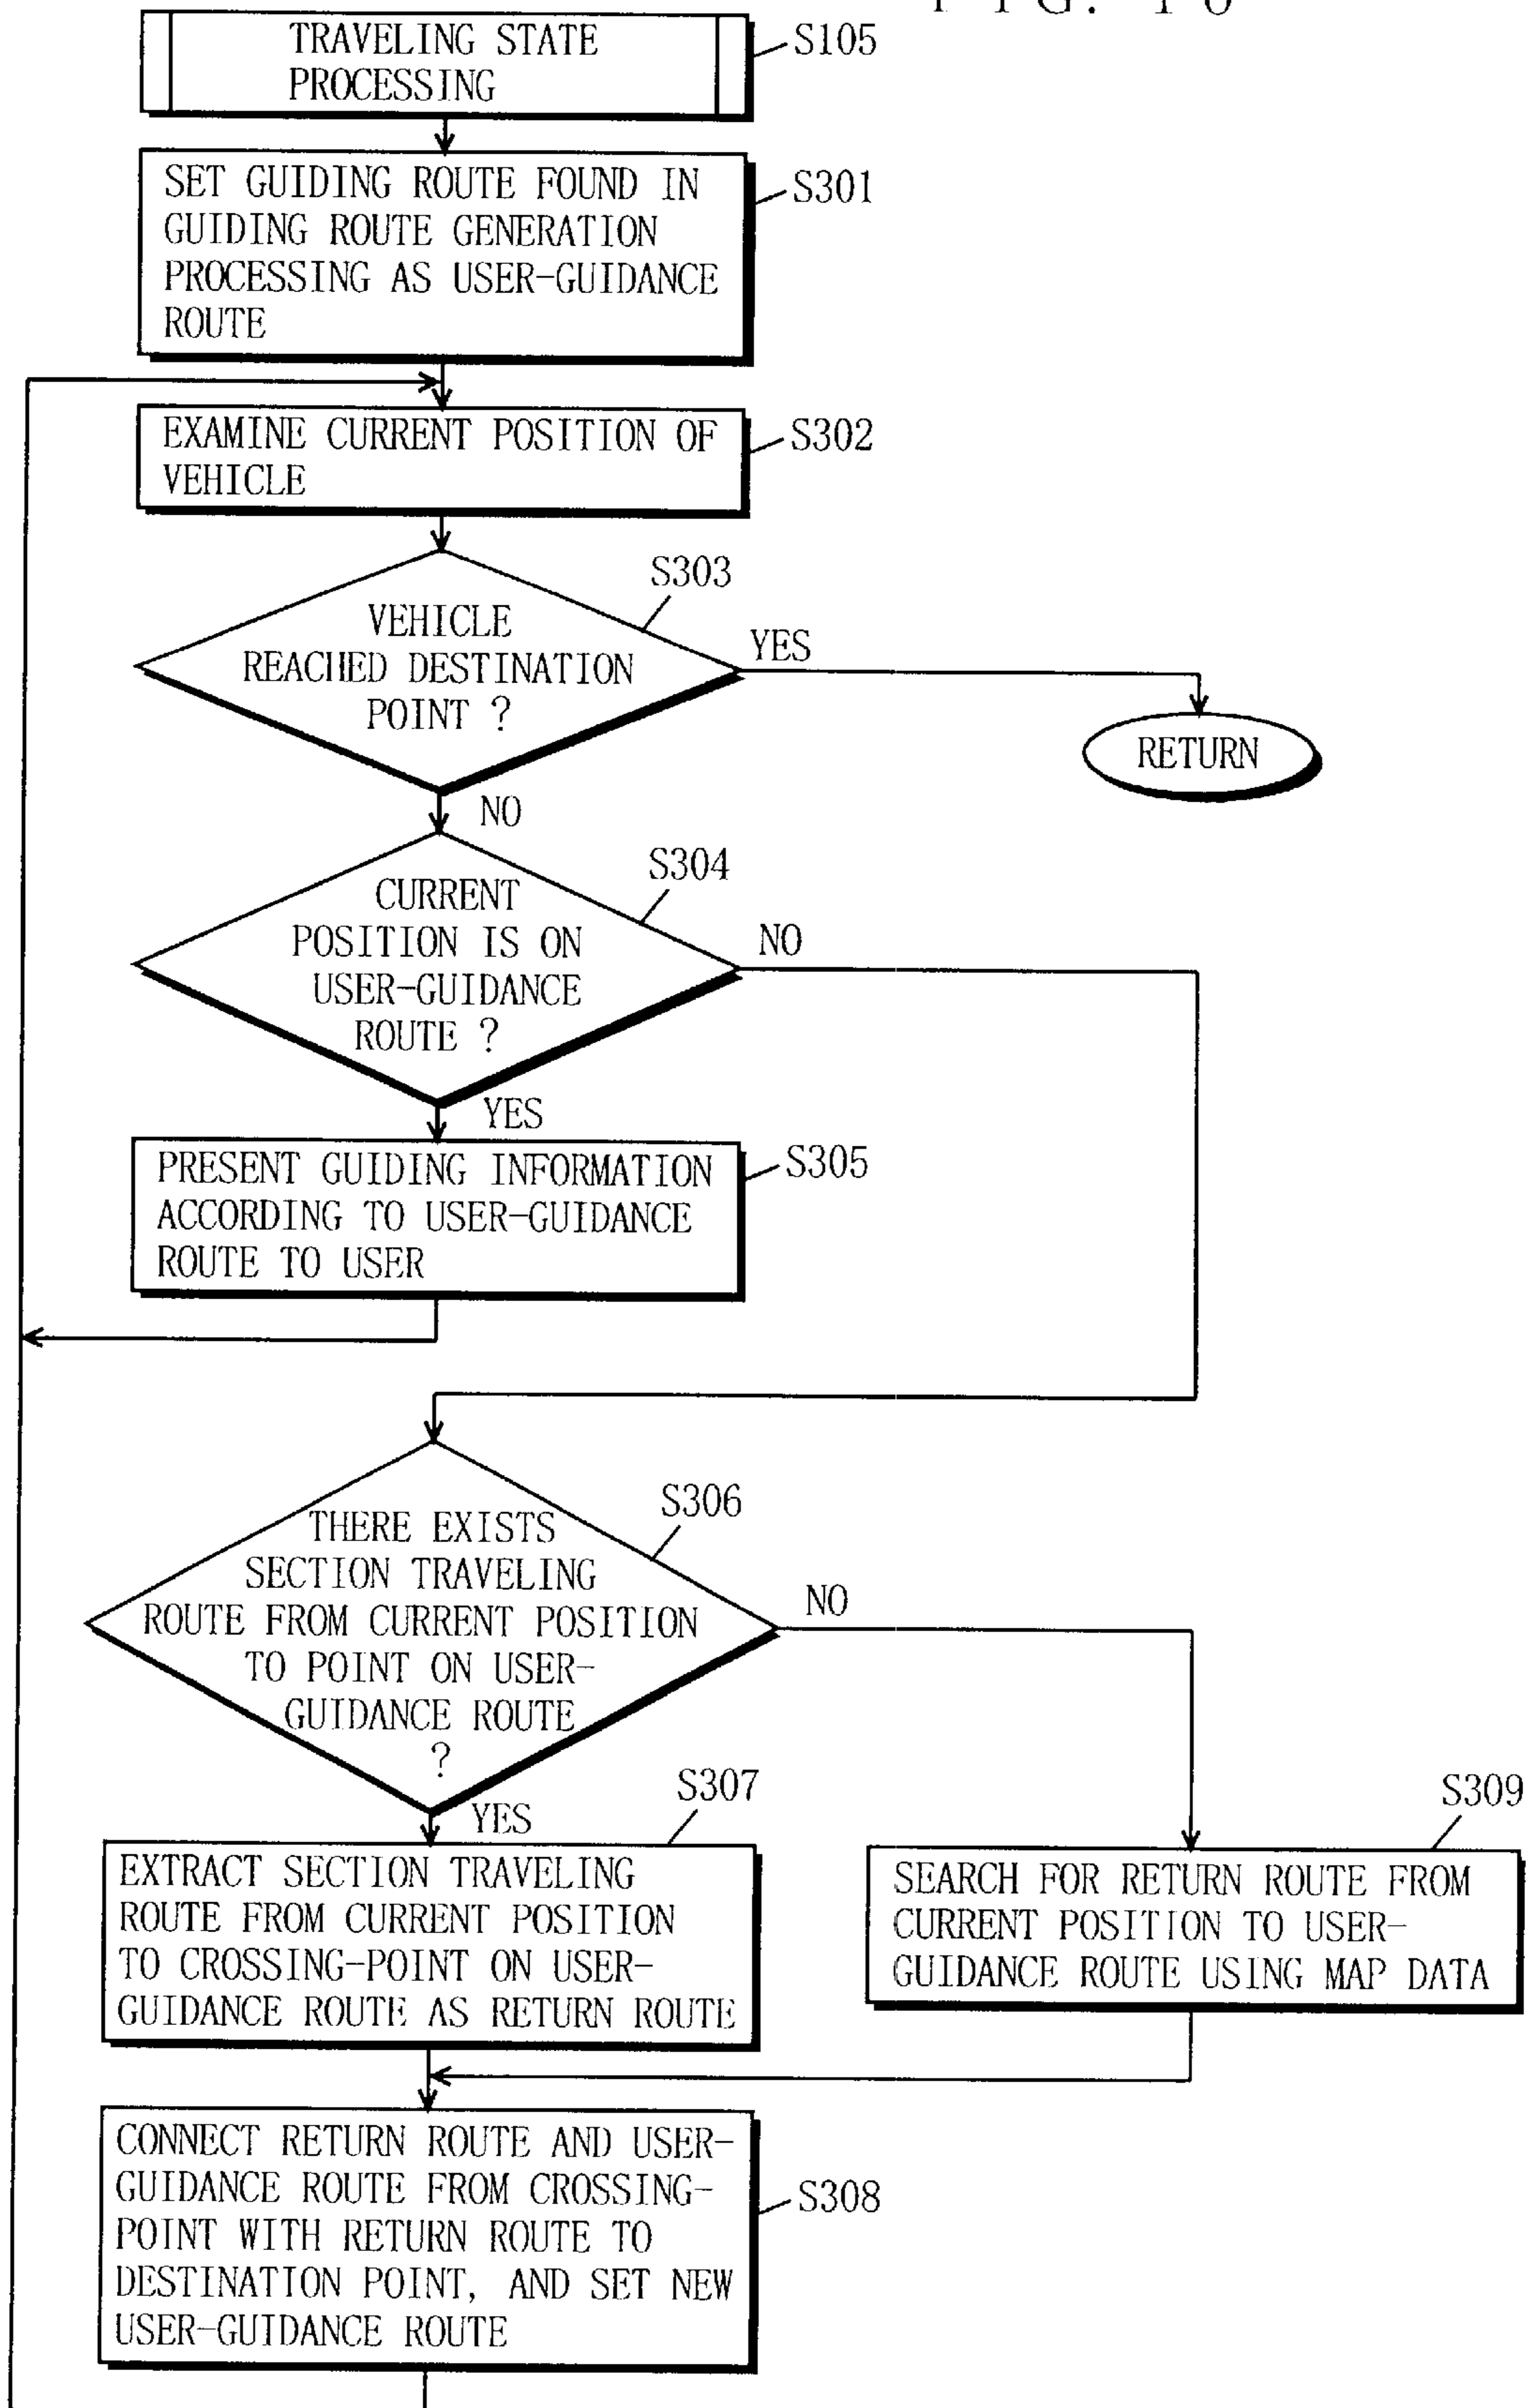 TRAVELING STATE
PROCESSING
S105
SET GUIDING ROUTE FOUND IN
GUIDING ROUTE GENERATION
PROCESSING AS USER-GUIDANCE
ROUTE
S301
EXAMINE CURRENT POSITION OF
VEHICLE
S302
S303
VEHICLE
REACHED DESTINATION
POINT ?
YES
RETURN
NO
S304
CURRENT
POSITION IS ON
USER-GUIDANCE
ROUTE ?
NO
YES
PRESENT GUIDING INFORMATION
ACCORDING TO USER-GUIDANCE
ROUTE TO USER
S305
S306
THERE EXISTS
SECTION TRAVELING
ROUTE FROM CURRENT POSITION
TO POINT ON USER-
GUIDANCE ROUTE
?
NO
YES
S307
EXTRACT SECTION TRAVELING
ROUTE FROM CURRENT POSITION
TO CROSSING-POINT ON USER-
GUIDANCE ROUTE AS RETURN ROUTE
S309
SEARCH FOR RETURN ROUTE FROM
CURRENT POSITION TO USER-
GUIDANCE ROUTE USING MAP DATA
CONNECT RETURN ROUTE AND USER-
GUIDANCE ROUTE FROM CROSSING-
POINT WITH RETURN ROUTE TO
DESTINATION POINT, AND SET NEW
USER-GUIDANCE ROUTE
S308